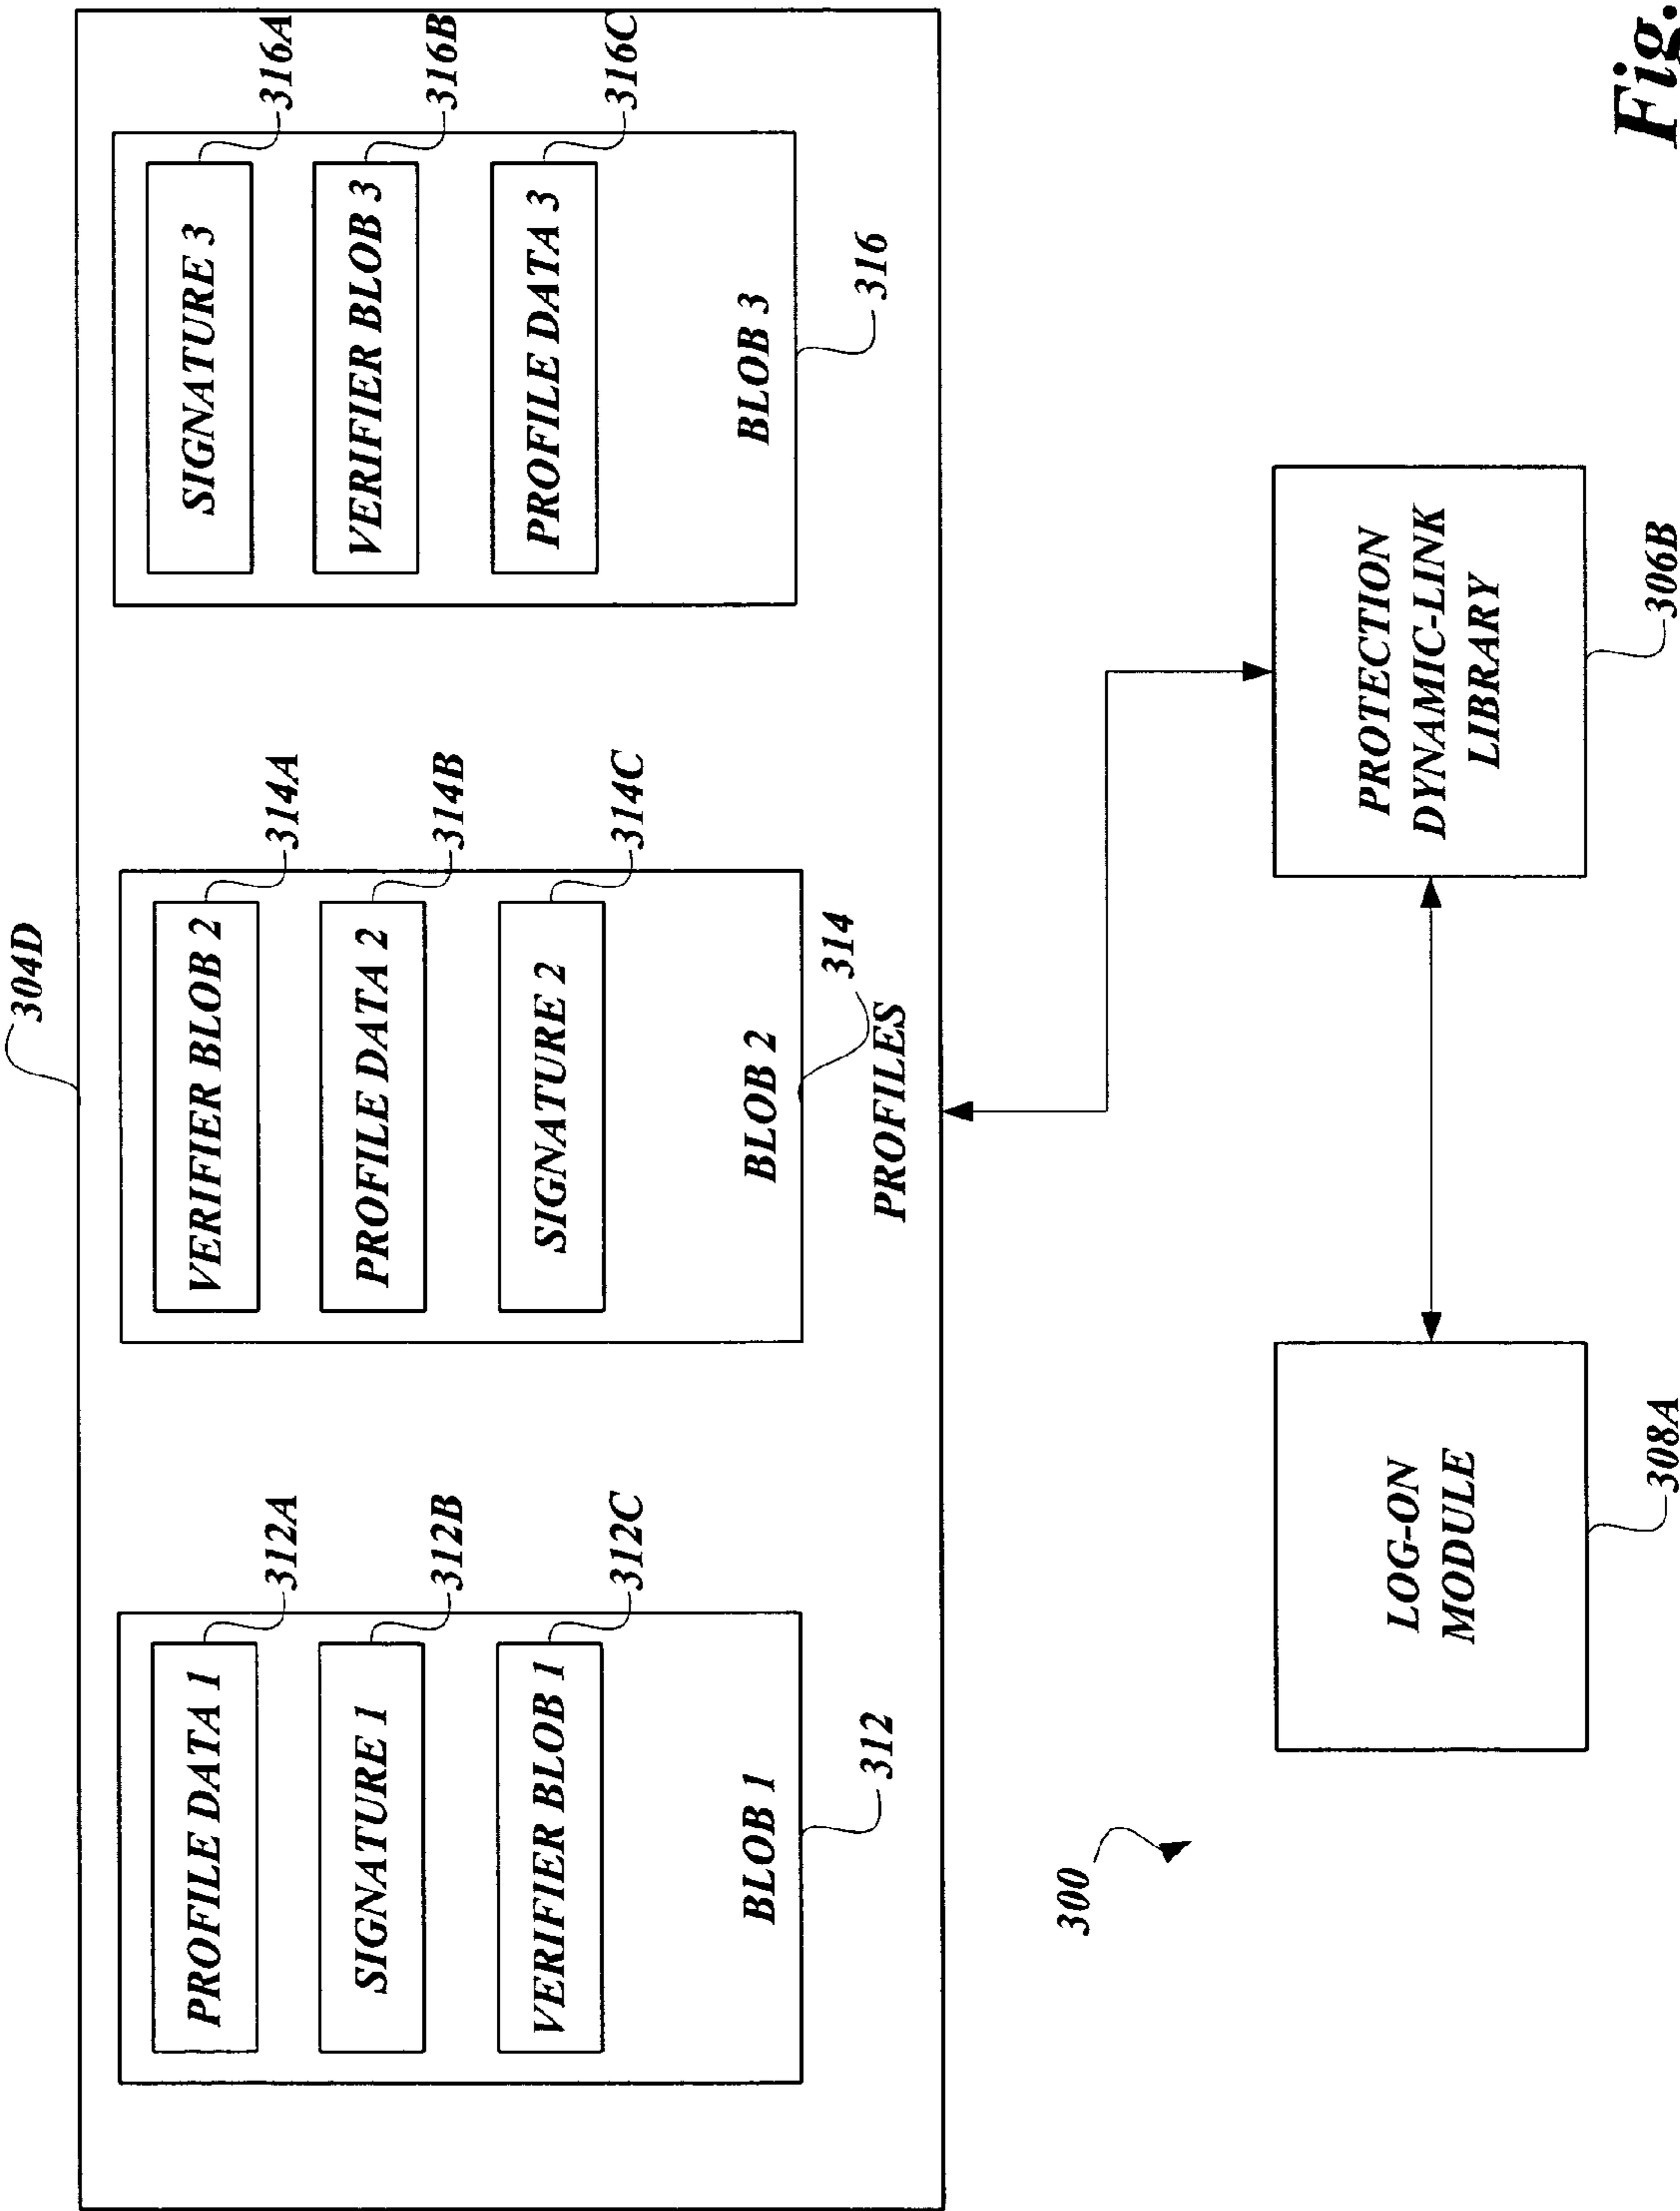 304D
PROFILE DATA 1
312A
SIGNATURE 1
312B
VERIFIER BLOB 1
312C
BLOB 1
312
VERIFIER BLOB 2
314A
PROFILE DATA 2
314B
SIGNATURE 2
314C
BLOB 2
314
SIGNATURE 3
316A
VERIFIER BLOB 3
316B
PROFILE DATA 3
316C
BLOB 3
316
PROFILES
300
LOG-ON
MODULE
308A
PROTECTION
DYNAMIC-LINK
LIBRARY
306B
Fig.